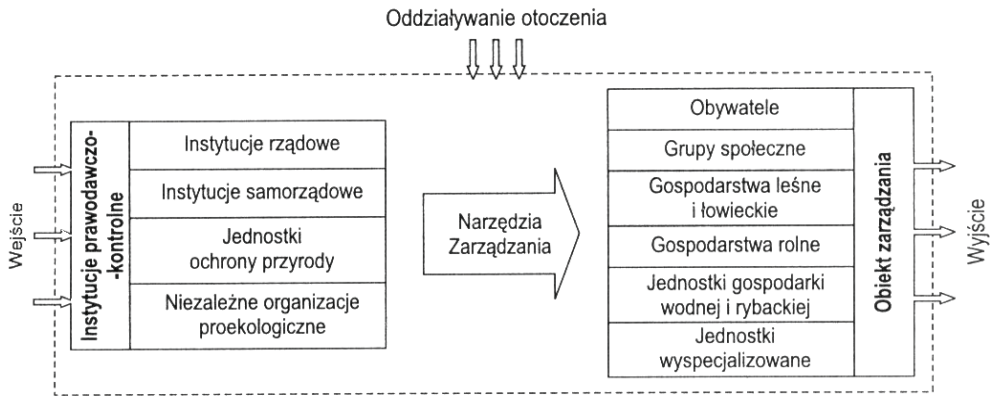 Oddziaływanie otoczenia
Wejście
Instytucje prawodawczo-
-kontrolne
Instytucje rządowe
Instytucje samorządowe
Jednostki
ochrony przyrody
Niezależne organizacje
proekologiczne
Narzędzia
Zarządzania
Obywatele
Grupy społeczne
Gospodarstwa leśne
i łowieckie
Gospodarstwa rolne
Jednostki gospodarki
wodnej i rybackiej
Jednostki
wyspecjalizowane
Obiekt zarządzania
Wyjście